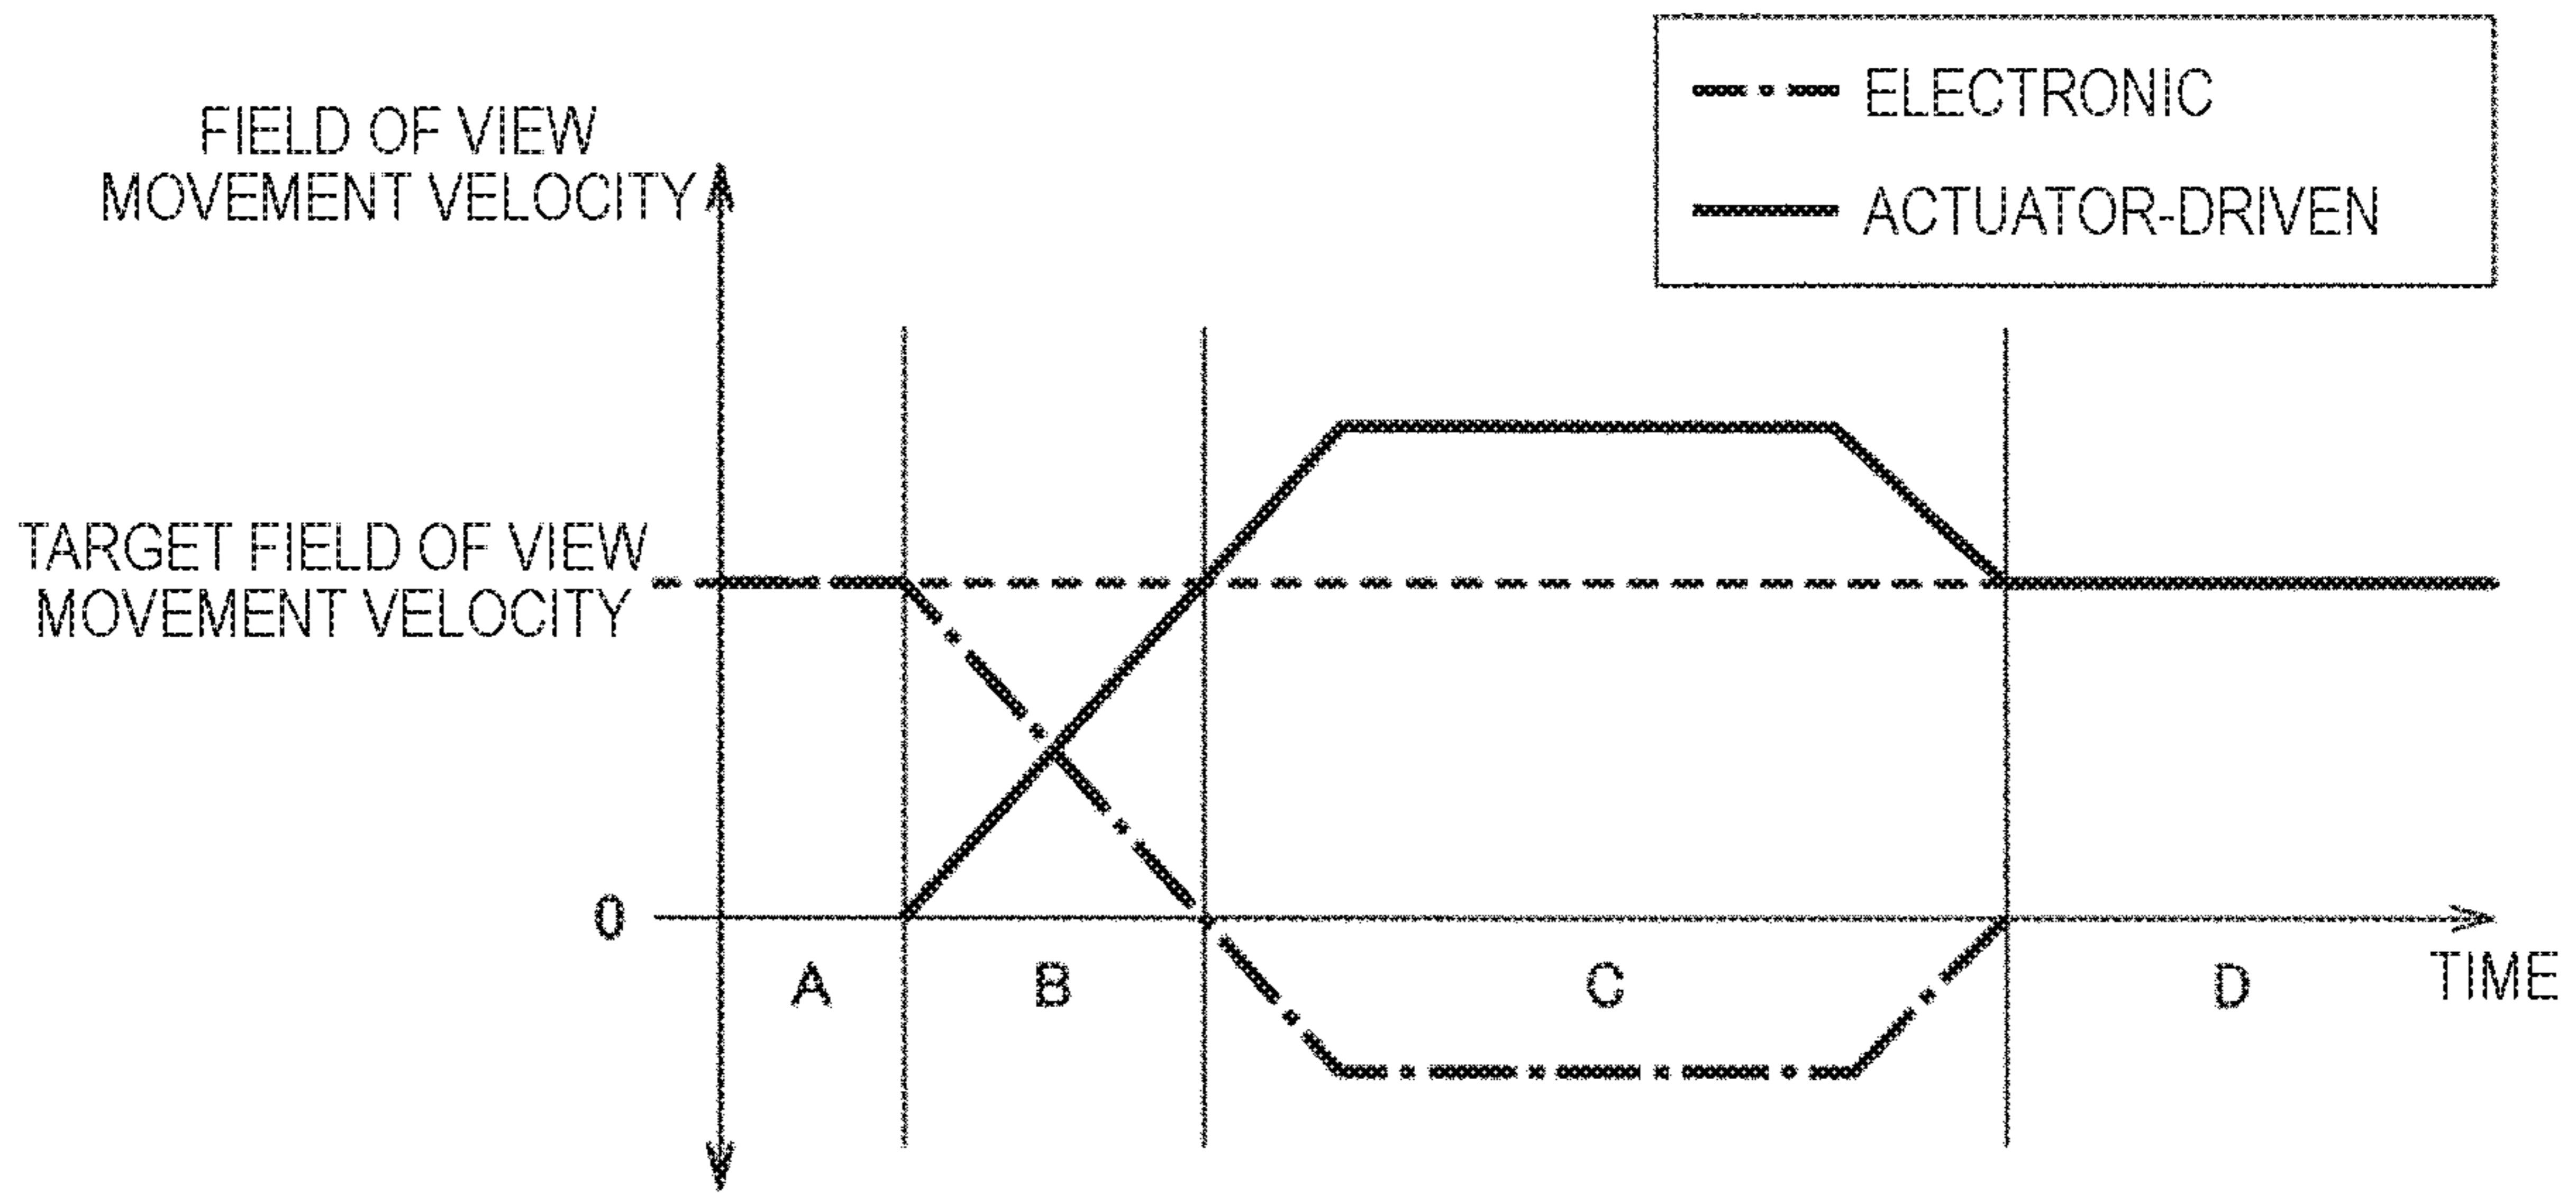 ELECTRONIC
ACTUATOR-DRIVEN
FIELD OF VIEW
MOVEMENT VELOCITY
TARGET FIELD OF VIEW
MOVEMENT VELOCITY
0
A
B
C
D
TIME